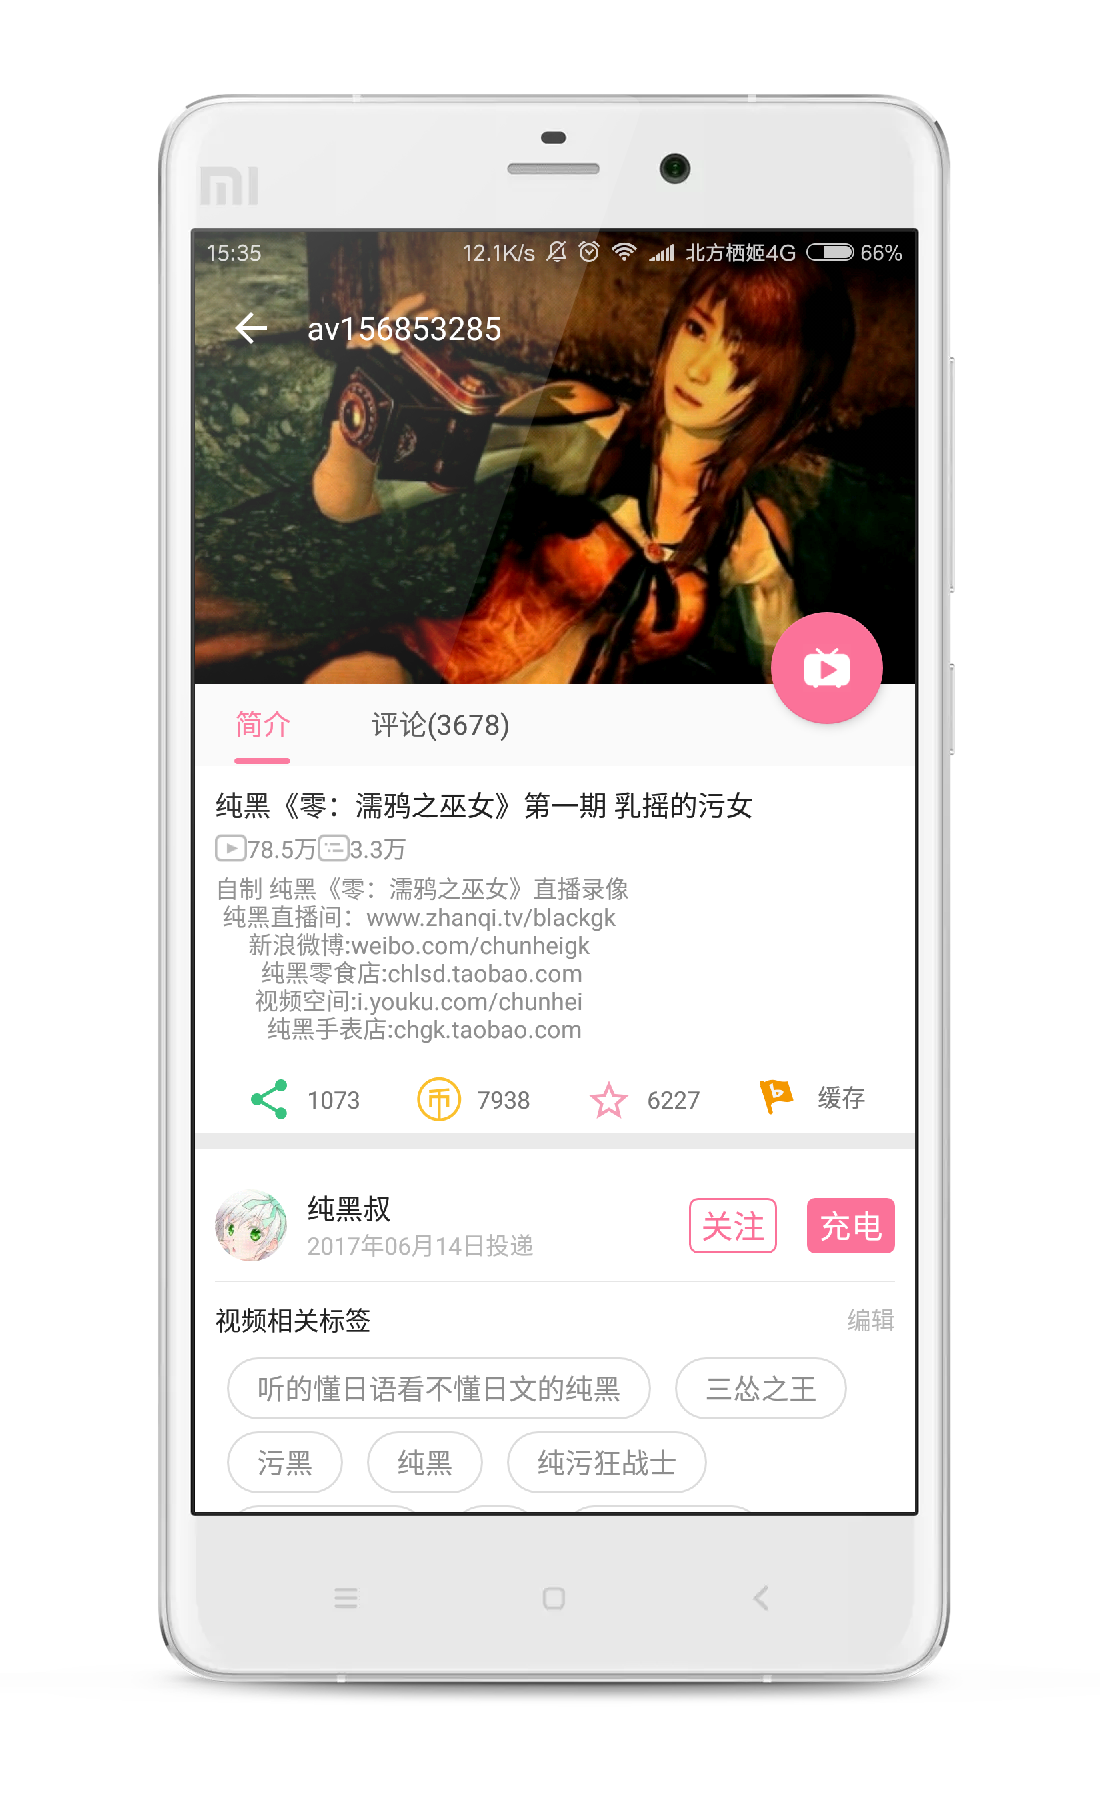 MI
15:35 12.1K/s 北方栖姬4G 66%
av156853285
简介 评论(3678)
纯黑《零：濡鸦之巫女》第一期 乳摇的污女
78.5万 3.3万
自制 纯黑《零：濡鸦之巫女》直播录像
纯黑直播间：www.zhanqi.tv/blackgk
新浪微博:weibo.com/chunheigk
纯黑零食店:chlsd.taobao.com
视频空间:i.youku.com/chunhei
纯黑手表店:chgk.taobao.com
1073 币 7938 6227 缓存
纯黑叔
2017年06月14日投递
关注 充电
视频相关标签 编辑
听的懂日语看不懂日文的纯黑 三怂之王
污黑 纯黑 纯污狂战士